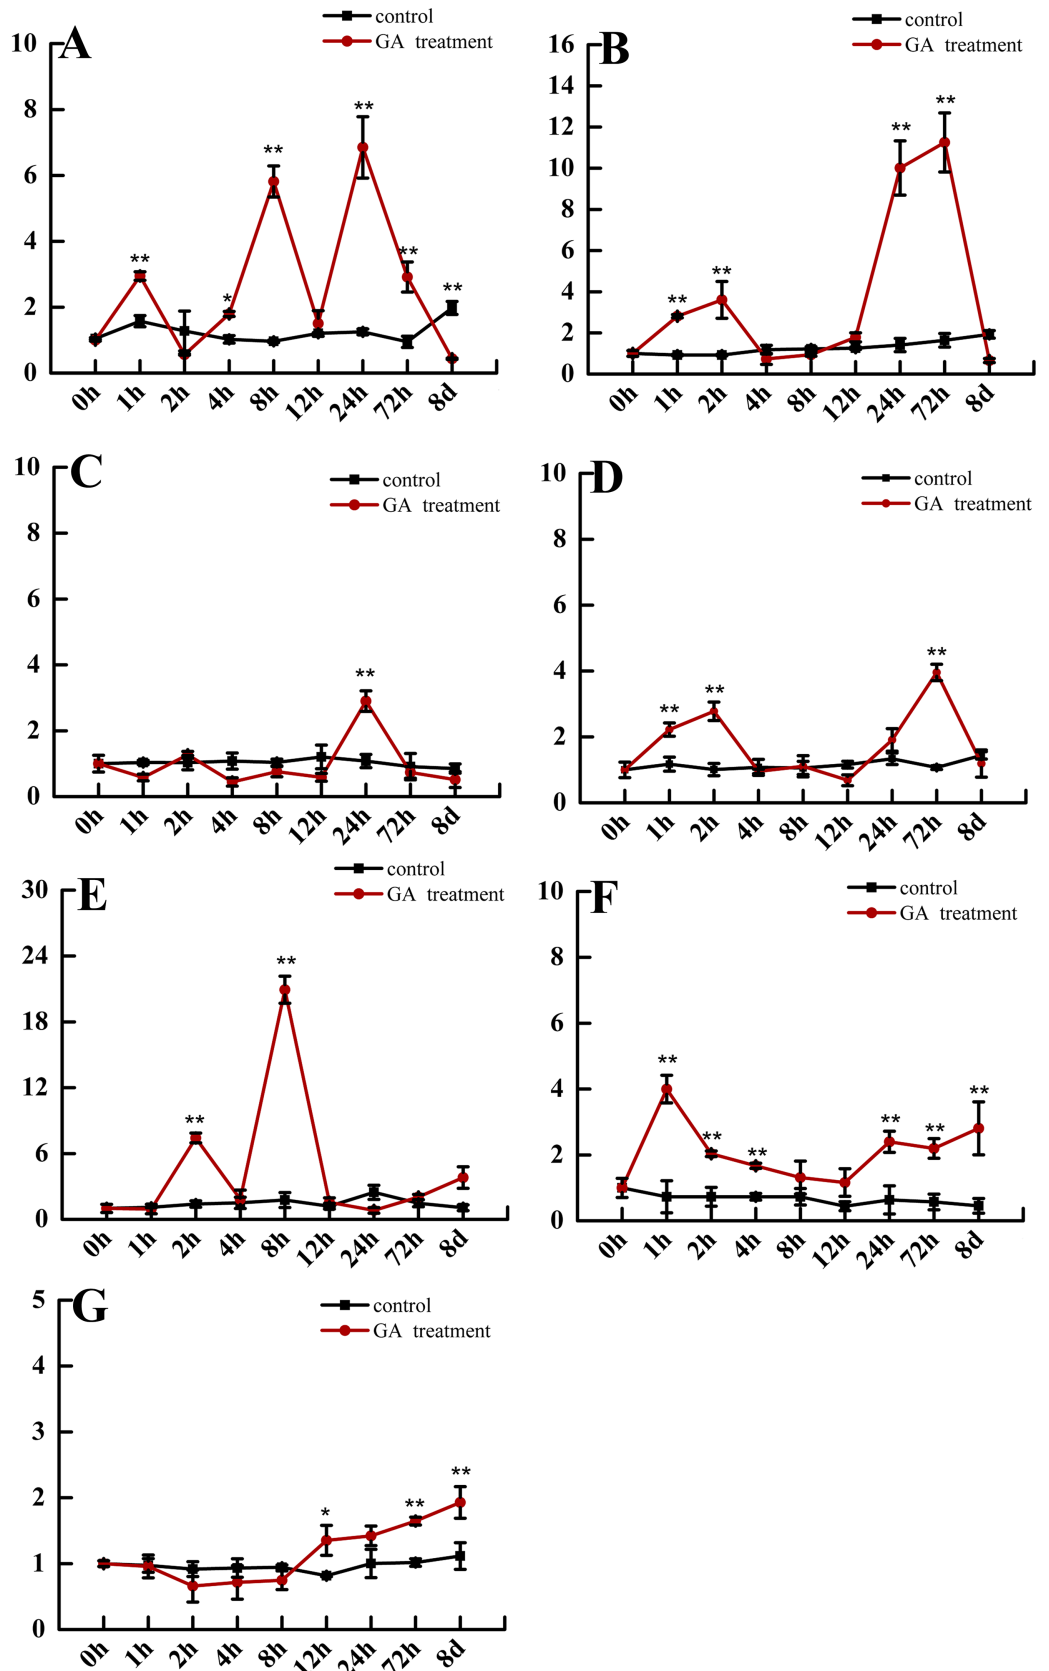 A
control
GA treatment
10
8
6
4
2
0
**
**
*
**
**
**
0h 1h 2h 4h 8h 12h 24h 72h 8d
B
control
GA treatment
16
14
12
10
8
6
4
2
0
**
**
**
**
0h 1h 2h 4h 8h 12h 24h 72h 8d
C
control
GA treatment
10
8
6
4
2
0
**
0h 1h 2h 4h 8h 12h 24h 72h 8d
D
control
GA treatment
10
8
6
4
2
0
**
**
**
0h 1h 2h 4h 8h 12h 24h 72h 8d
E
control
GA treatment
30
24
18
12
6
0
**
**
0h 1h 2h 4h 8h 12h 24h 72h 8d
F
control
GA treatment
10
8
6
4
2
0
**
**
**
**
**
**
0h 1h 2h 4h 8h 12h 24h 72h 8d
G
control
GA treatment
5
4
3
2
1
0
*
**
**
0h 1h 2h 4h 8h 12h 24h 72h 8d